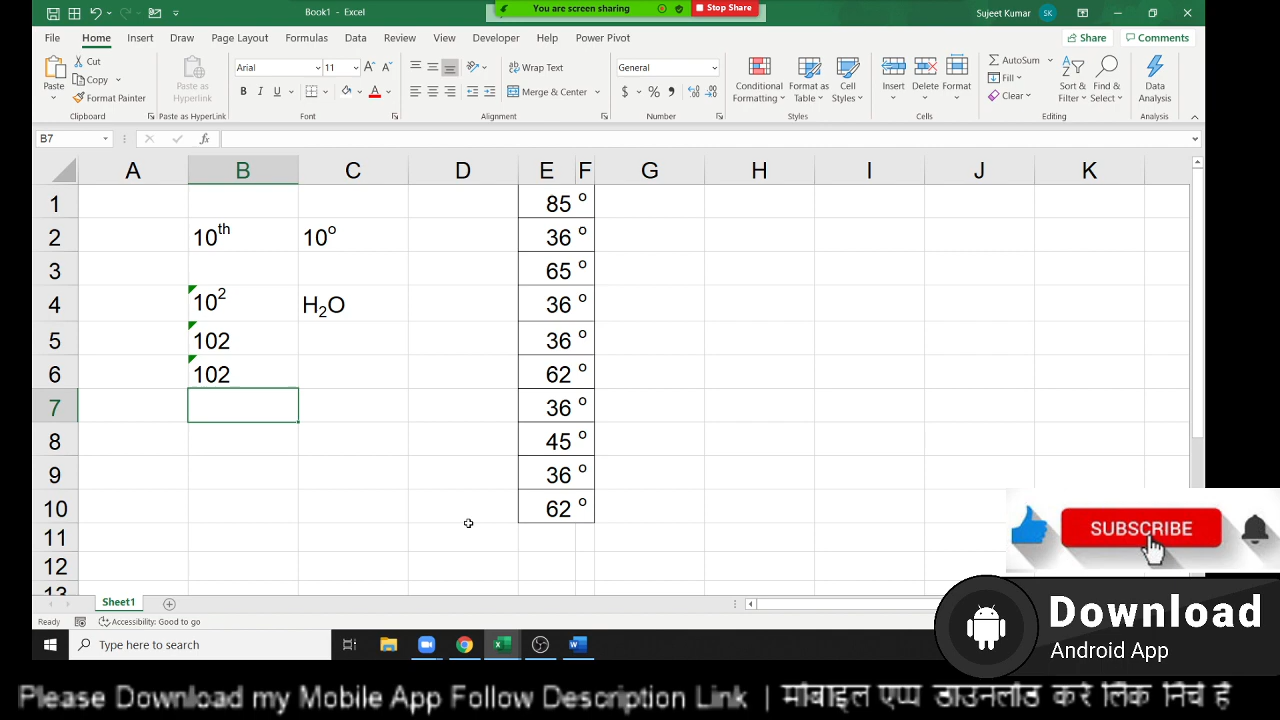 Book1 - Excel
You are screen sharing
Stop Share
Sujeet Kumar
SK
File Home Insert Draw Page Layout Formulas Data Review View Developer Help Power Pivot
Share Comments
Paste
Cut
Copy
Format Painter
Paste as Hyperlink
Arial 11
B I U
Wrap Text
Merge & Center
General
$ % ,
Conditional Formatting
Format as Table
Cell Styles
Insert Delete Format
AutoSum
Fill
Clear
Sort & Filter
Find & Select
Data Analysis
Clipboard Paste as Hyperlink Font Alignment Number Styles Cells Editing Analysis
B7 fx
A B C D E F G H I J K
1 85 º
2 10th 10º 36 º
3 65 º
4 10² H₂O 36 º
5 102 36 º
6 102 62 º
7 36 º
8 45 º
9 36 º
10 62 º
11
12
13
Sheet1
Ready Accessibility: Good to go
Type here to search
SUBSCRIBE
Download
Android App
Please Download my Mobile App Follow Description Link | मोबाइल एप्प डाउनलोड करे लिंक निचे है